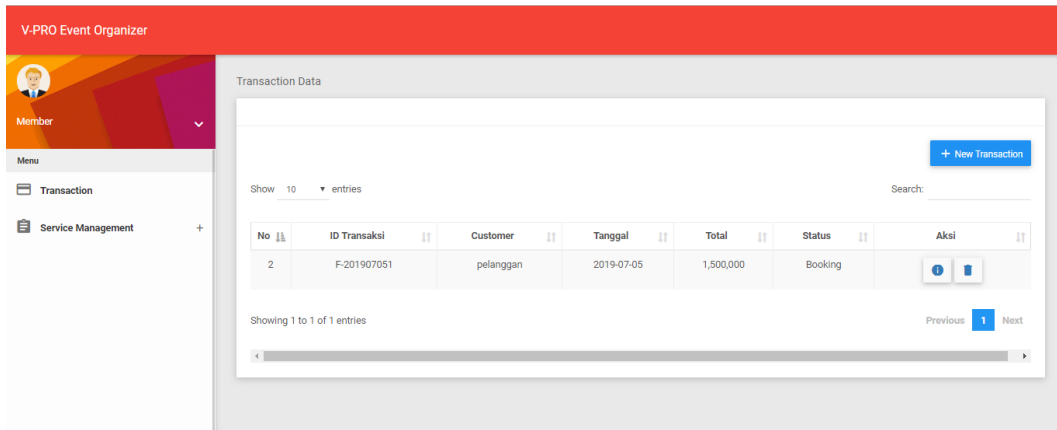 V-PRO Event Organizer
Member
Menu
Transaction
Service Management +
Transaction Data
+ New Transaction
Show 10 entries
Search:
No ID Transaksi Customer Tanggal Total Status Aksi
2 F-201907051 pelanggan 2019-07-05 1,500,000 Booking
Showing 1 to 1 of 1 entries
Previous 1 Next